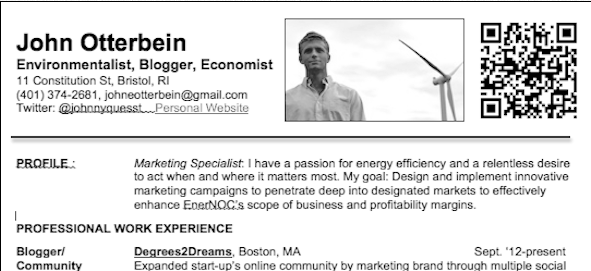 John Otterbein
Environmentalist, Blogger, Economist
11 Constitution St, Bristol, RI
(401) 374-2681, johneotterbein@gmail.com
Twitter: @johnnyquesst Personal Website
PROFILE :
Marketing Specialist: I have a passion for energy efficiency and a relentless desire
to act when and where it matters most. My goal: Design and implement innovative
marketing campaigns to penetrate deep into designated markets to effectively
enhance EnerNOC's scope of business and profitability margins.
PROFESSIONAL WORK EXPERIENCE
Blogger/ Degrees2Dreams, Boston, MA Sept. '12-present
Community Expanded start-up's online community by marketing brand through multiple social